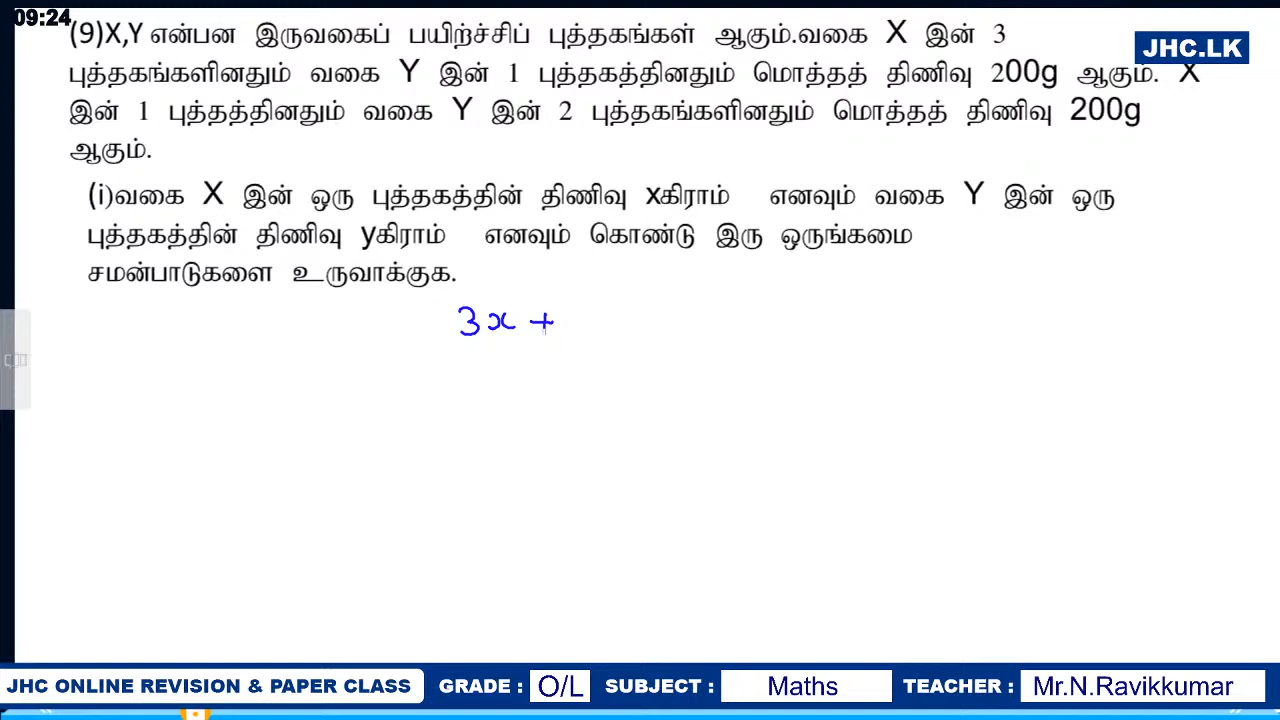 09:24
(9)X,Y என்பன இருவகைப் பயிற்ச்சிப் புத்தகங்கள் ஆகும்.வகை X இன் 3
JHC.LK
புத்தகங்களினதும் வகை Y இன் 1 புத்தகத்தினதும் மொத்தத் திணிவு 200g ஆகும். X
இன் 1 புத்தத்தினதும் வகை Y இன் 2 புத்தகங்களினதும் மொத்தத் திணிவு 200g
ஆகும்.
(i)வகை X இன் ஒரு புத்தகத்தின் திணிவு xகிராம் எனவும் வகை Y இன் ஒரு
புத்தகத்தின் திணிவு yகிராம் எனவும் கொண்டு இரு ஒருங்கமை
சமன்பாடுகளை உருவாக்குக.
3x +
JHC ONLINE REVISION & PAPER CLASS GRADE : O/L SUBJECT : Maths TEACHER : Mr.N.Ravikkumar